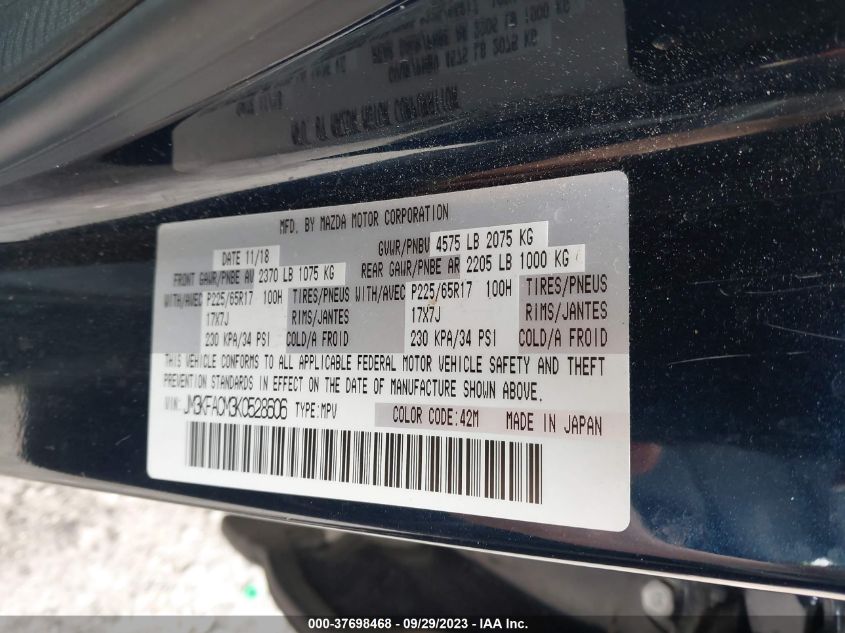 MFD. BY MAZDA MOTOR CORPORATION
DATE 11/18 GVWR/PNBV 4575 LB 2075 KG
FRONT GAWR/PNBE AV 2370 LB 1075 KG REAR GAWR/PNBE AR 2205 LB 1000 KG
WITH/AVEC P225/65R17 100H TIRES/PNEUS WITH/AVEC P225/65R17 100H TIRES/PNEUS
17X7J RIMS/JANTES 17X7J RIMS/JANTES
230 KPA/34 PSI COLD/A FROID 230 KPA/34 PSI COLD/A FROID
THIS VEHICLE CONFORMS TO ALL APPLICABLE FEDERAL MOTOR VEHICLE SAFETY AND THEFT
PREVENTION STANDARDS IN EFFECT ON THE DATE OF MANUFACTURE SHOWN ABOVE.
VIN: JM3KFACM3K0528606 TYPE:MPV COLOR CODE:42M MADE IN JAPAN
000-37698468 - 09/29/2023 - IAA Inc.